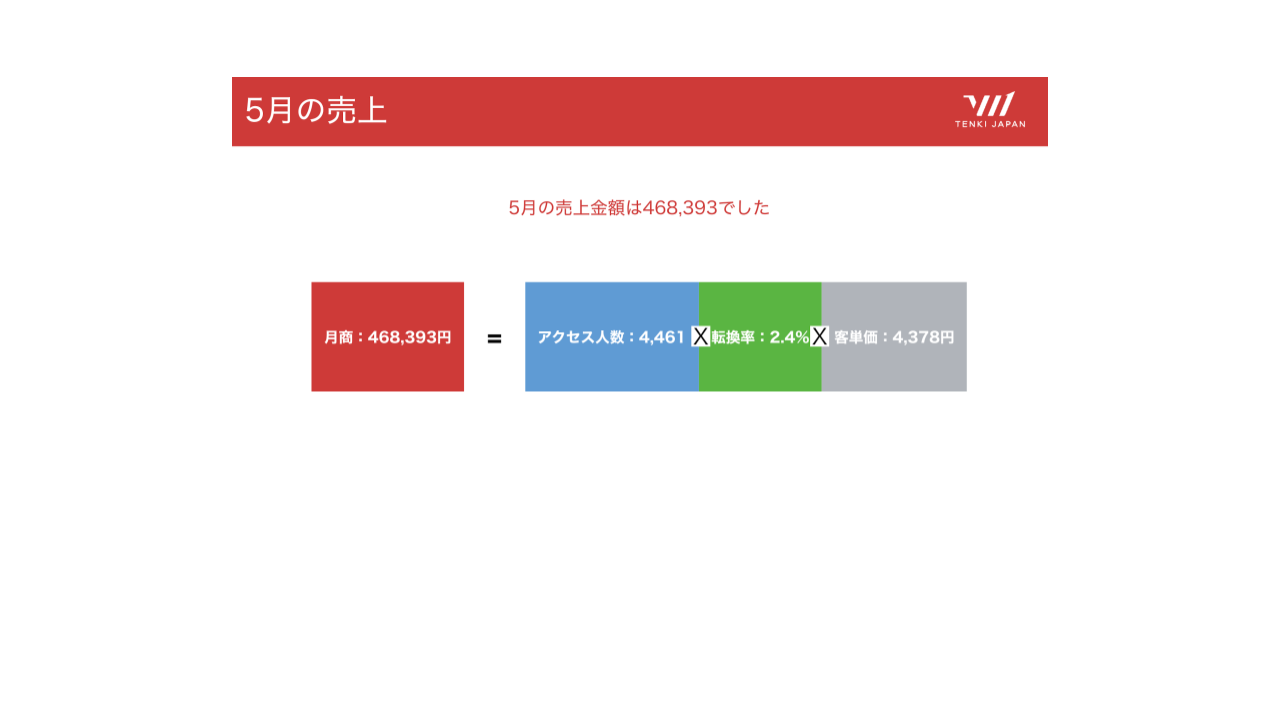 5月の売上
TENKI JAPAN
5月の売上金額は468,393でした
月商：468,393円 = アクセス人数：4,461 X 転換率：2.4% X 客単価：4,378円